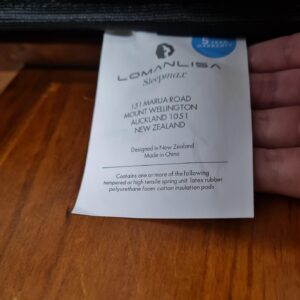 5 YEAR
WARRANTY
LOMANLISA
Sleepmax
151 MARUA ROAD
MOUNT WELLINGTON
AUCKLAND 1051
NEW ZEALAND
Designed in New Zealand
Made in China
Contains one or more of the following
tempered or high tensile spring unit latex rubber
polyurethane foam cotton insulation pads